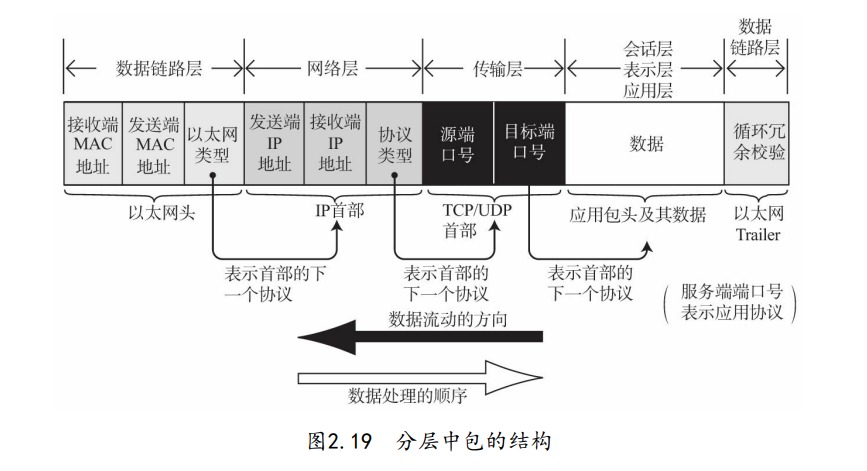 数据链路层
网络层
传输层
会话层
表示层
应用层
数据
链路层
接收端
MAC
地址
发送端
MAC
地址
以太网
类型
发送端
IP
地址
接收端
IP
地址
协议
类型
源端
口号
目标端
口号
数据
循环冗
余校验
以太网头
IP首部
TCP/UDP
首部
应用包头及其数据
以太网
Trailer
表示首部的下
一个协议
表示首部的
下一个协议
表示首部的
下一个协议
服务端端口号
表示应用协议
数据流动的方向
数据处理的顺序
图2.19 分层中包的结构